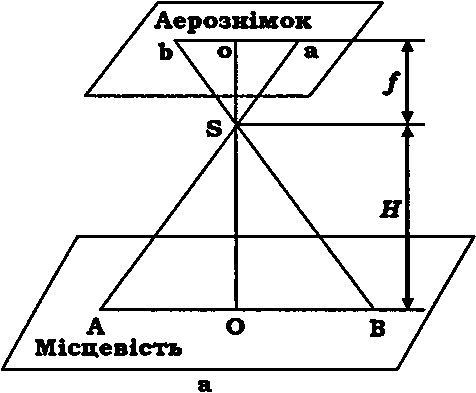 Аерознімок
b o a
f
S
H
A O B
Місцевість
a